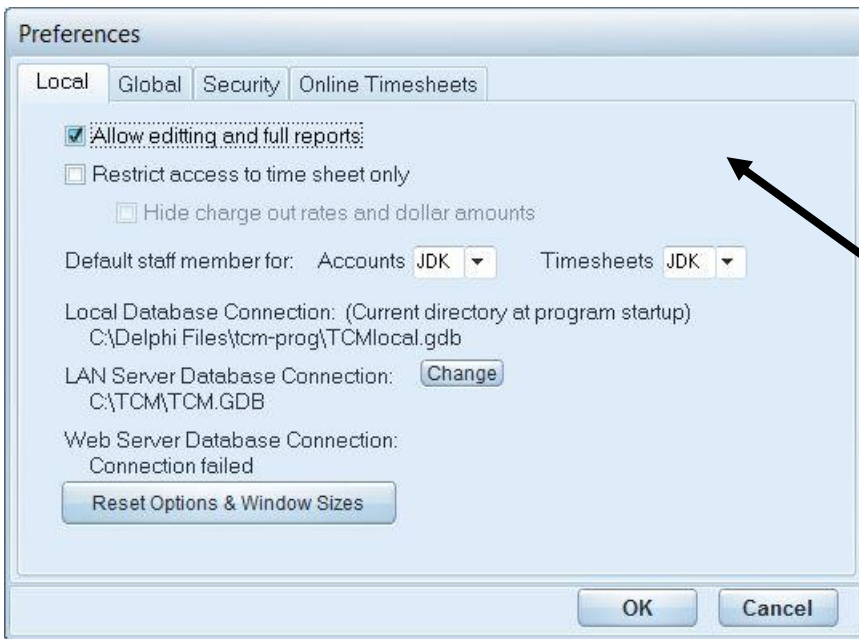 Preferences
Local Global Security Online Timesheets
Allow editting and full reports
Restrict access to time sheet only
Hide charge out rates and dollar amounts
Default staff member for: Accounts JDK Timesheets JDK
Local Database Connection: (Current directory at program startup)
C:\Delphi Files\tcm-prog\TCMlocal.gdb
LAN Server Database Connection: Change
C:\TCM\TCM.GDB
Web Server Database Connection:
Connection failed
Reset Options & Window Sizes
OK Cancel